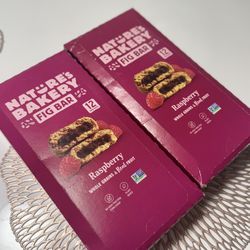 NATURE'S
BAKERY
FIG BAR
12
Raspberry
WHOLE GRAINS & Real FRUIT
NATURE'S
BAKERY
FIG BAR
12
Raspberry
WHOLE GRAINS & Real FRUIT